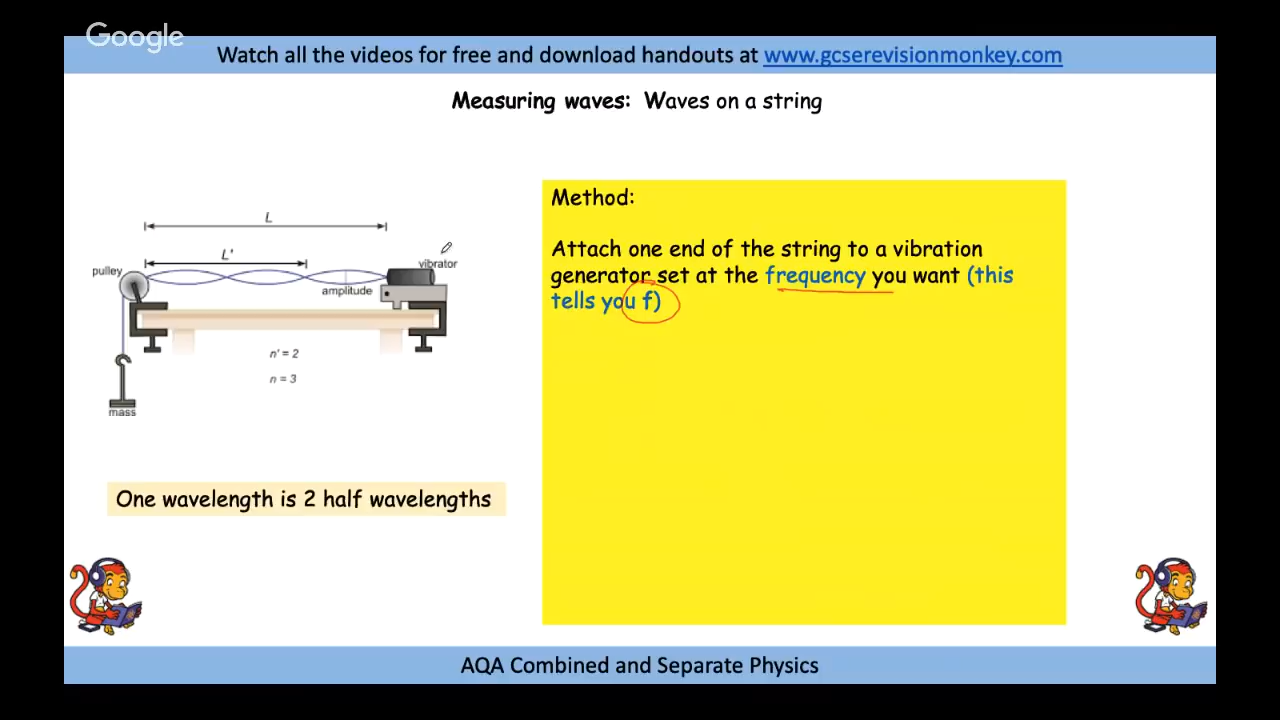 Google
Watch all the videos for free and download handouts at www.gcserevisionmonkey.com
Measuring waves: Waves on a string
L
L'
pulley
vibrator
amplitude
n' = 2
n = 3
mass
One wavelength is 2 half wavelengths
Method:
Attach one end of the string to a vibration
generator set at the frequency you want (this
tells you f)
AQA Combined and Separate Physics